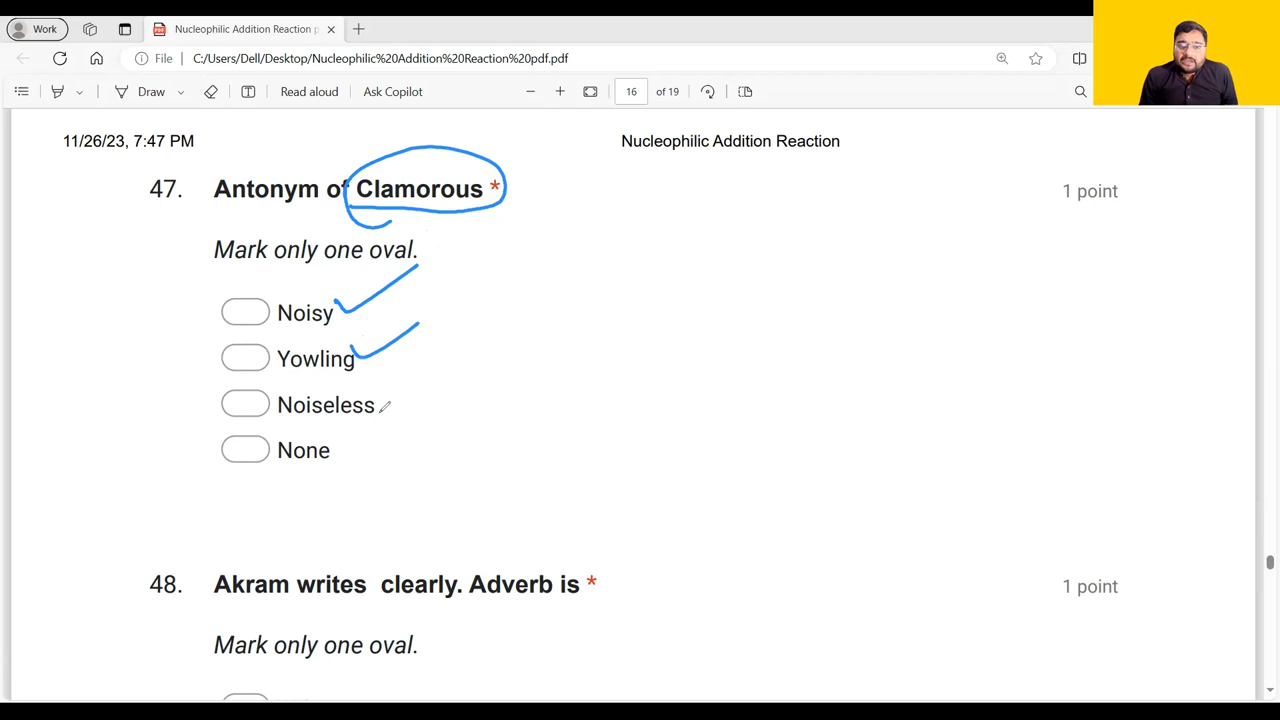 Work
Nucleophilic Addition Reaction p
File
C:/Users/Dell/Desktop/Nucleophilic%20Addition%20Reaction%20pdf.pdf
Draw
Read aloud
Ask Copilot
16 of 19
11/26/23, 7:47 PM
Nucleophilic Addition Reaction
47. Antonym of Clamorous * 1 point
Mark only one oval.
Noisy
Yowling
Noiseless
None
48. Akram writes clearly. Adverb is * 1 point
Mark only one oval.